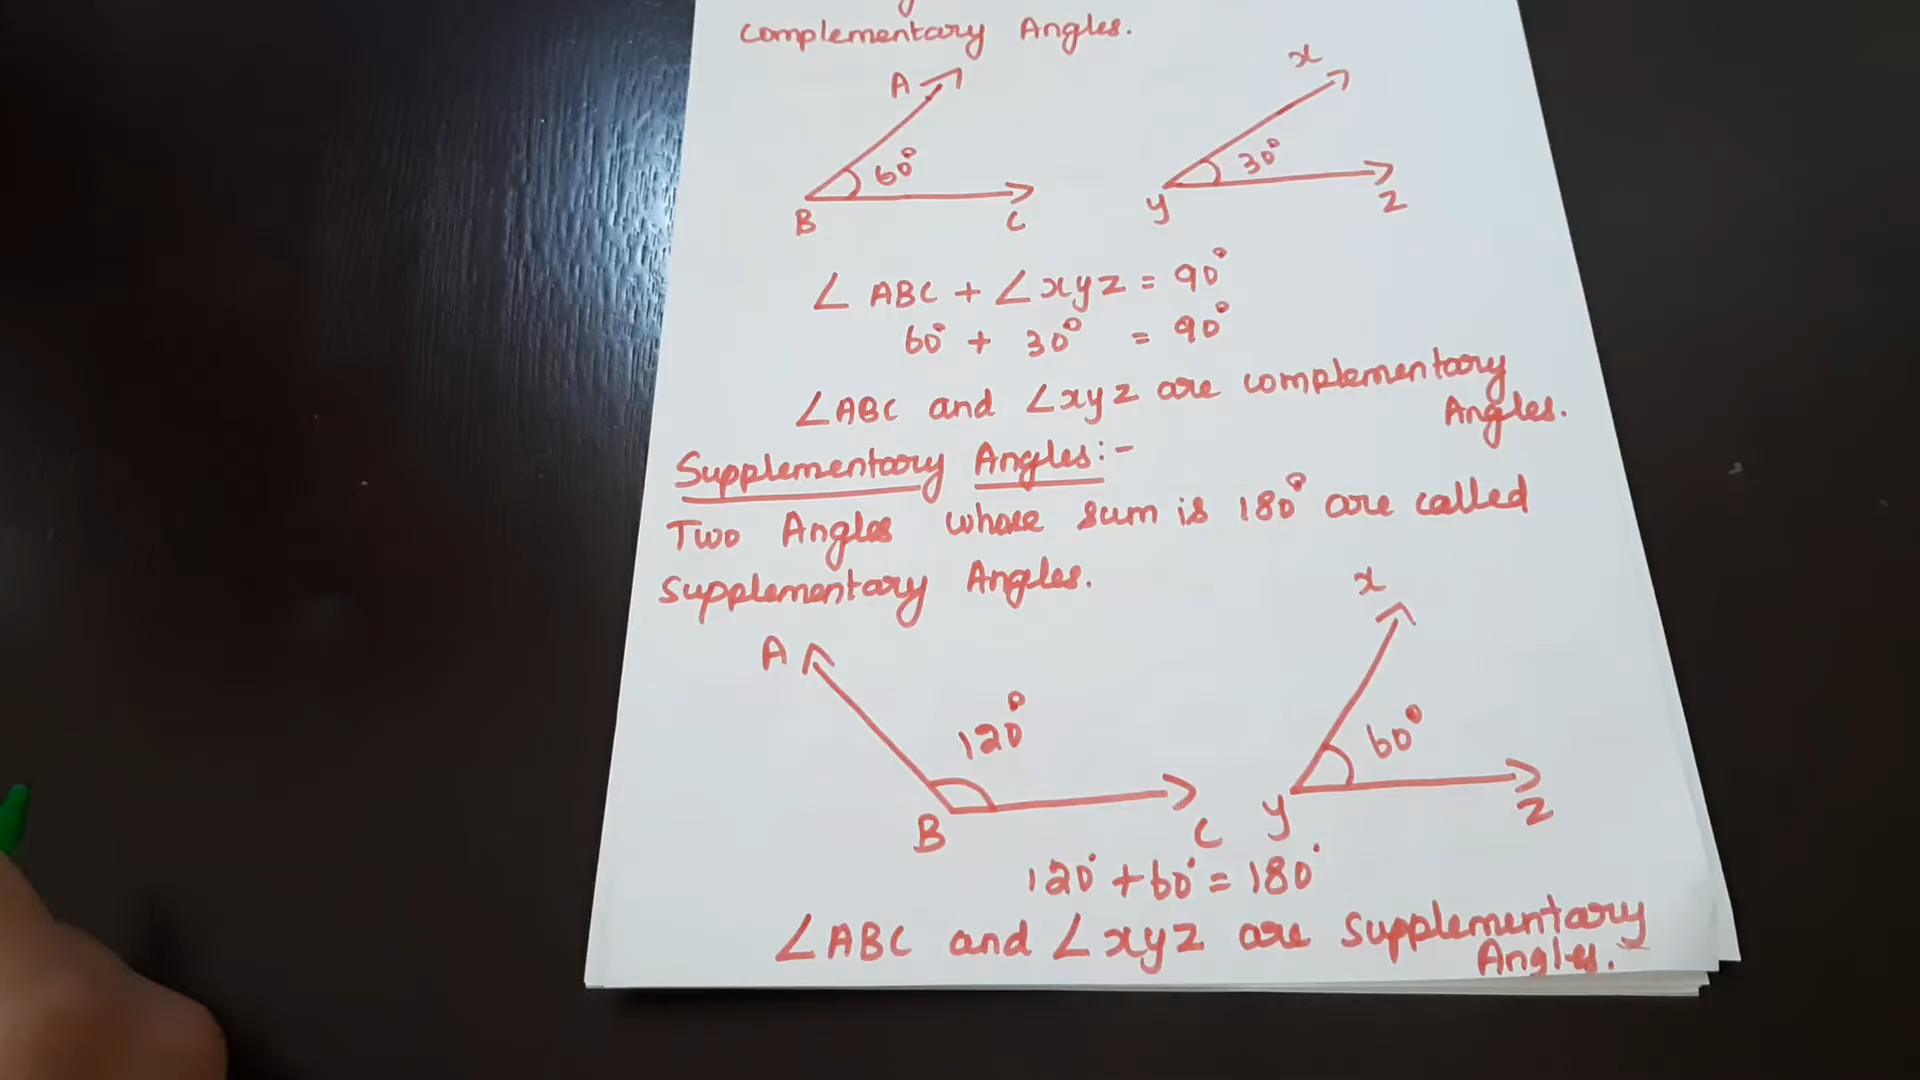 complementary Angles.
A
x
60°
30°
B
C
y
z
∠ABC + ∠xyz = 90°
60° + 30° = 90°
∠ABC and ∠xyz are complementary
Angles.
Supplementary Angles:-
Two Angles whose sum is 180° are called
supplementary Angles.
x
A
120°
60°
B
C
y
z
120° + 60° = 180°
∠ABC and ∠xyz are supplementary
Angles.